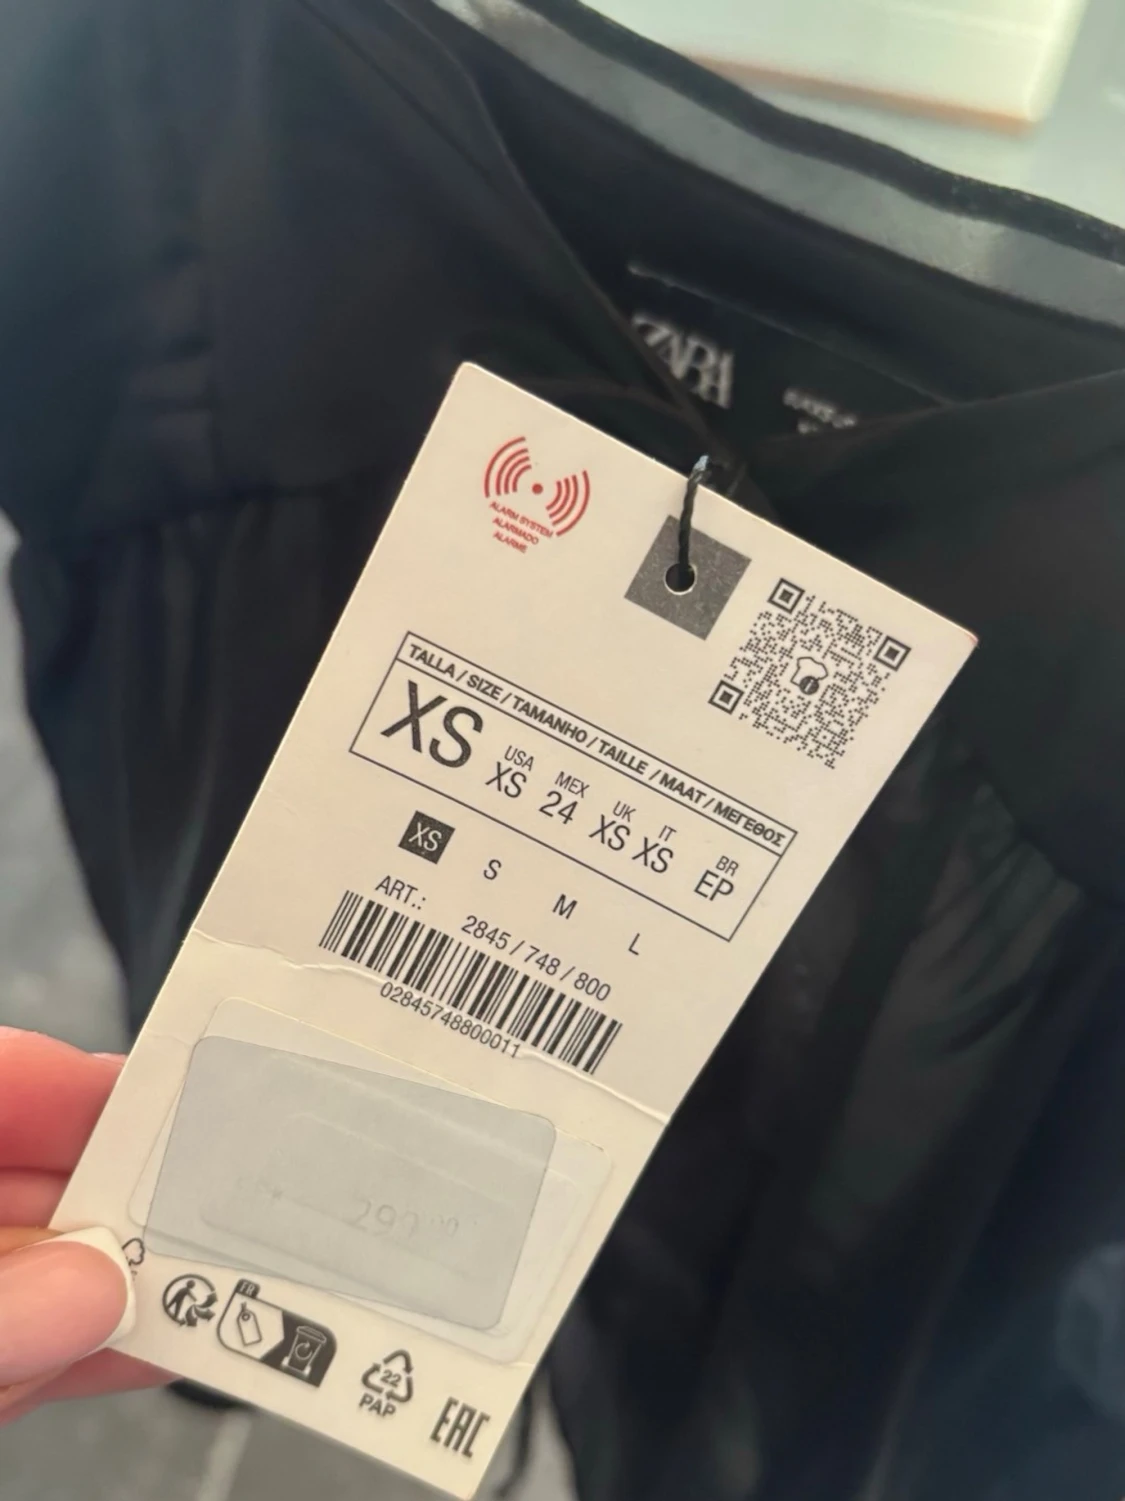 ZARA
ALARM SYSTEM
ALARMADO
ALARME
TALLA / SIZE / TAMANHO / TAILLE / MAAT / ΜΕΓΕΘΟΣ
XS
USA XS
MEX 24
UK XS
IT XS
BR EP
XS S M L
ART.: 2845 / 748 / 800
02845748800011
FR
22
PAP
EAC